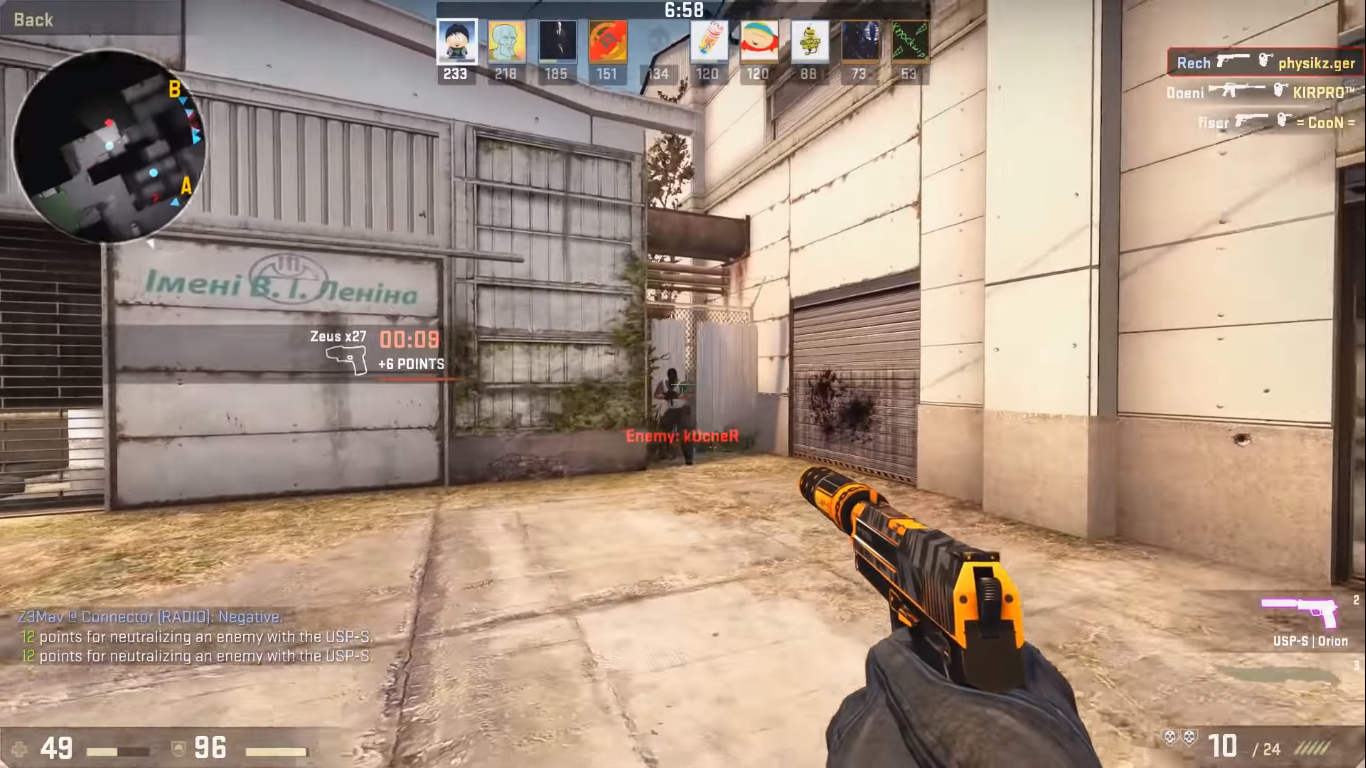 Back
6:58
233 218 185 151 134 120 120 88 73 53
B
A
Rech physikz.ger
Doeni KIRPRO™
fiser = CooN =
Імені В. І. Леніна
Zeus x27 00:09
+6 POINTS
Enemy: kUcheR
Z3Mev @ Connector (RADIO): Negative.
12 points for neutralizing an enemy with the USP-S.
12 points for neutralizing an enemy with the USP-S.
2
USP-S | Orion
3
49 96
10 / 24